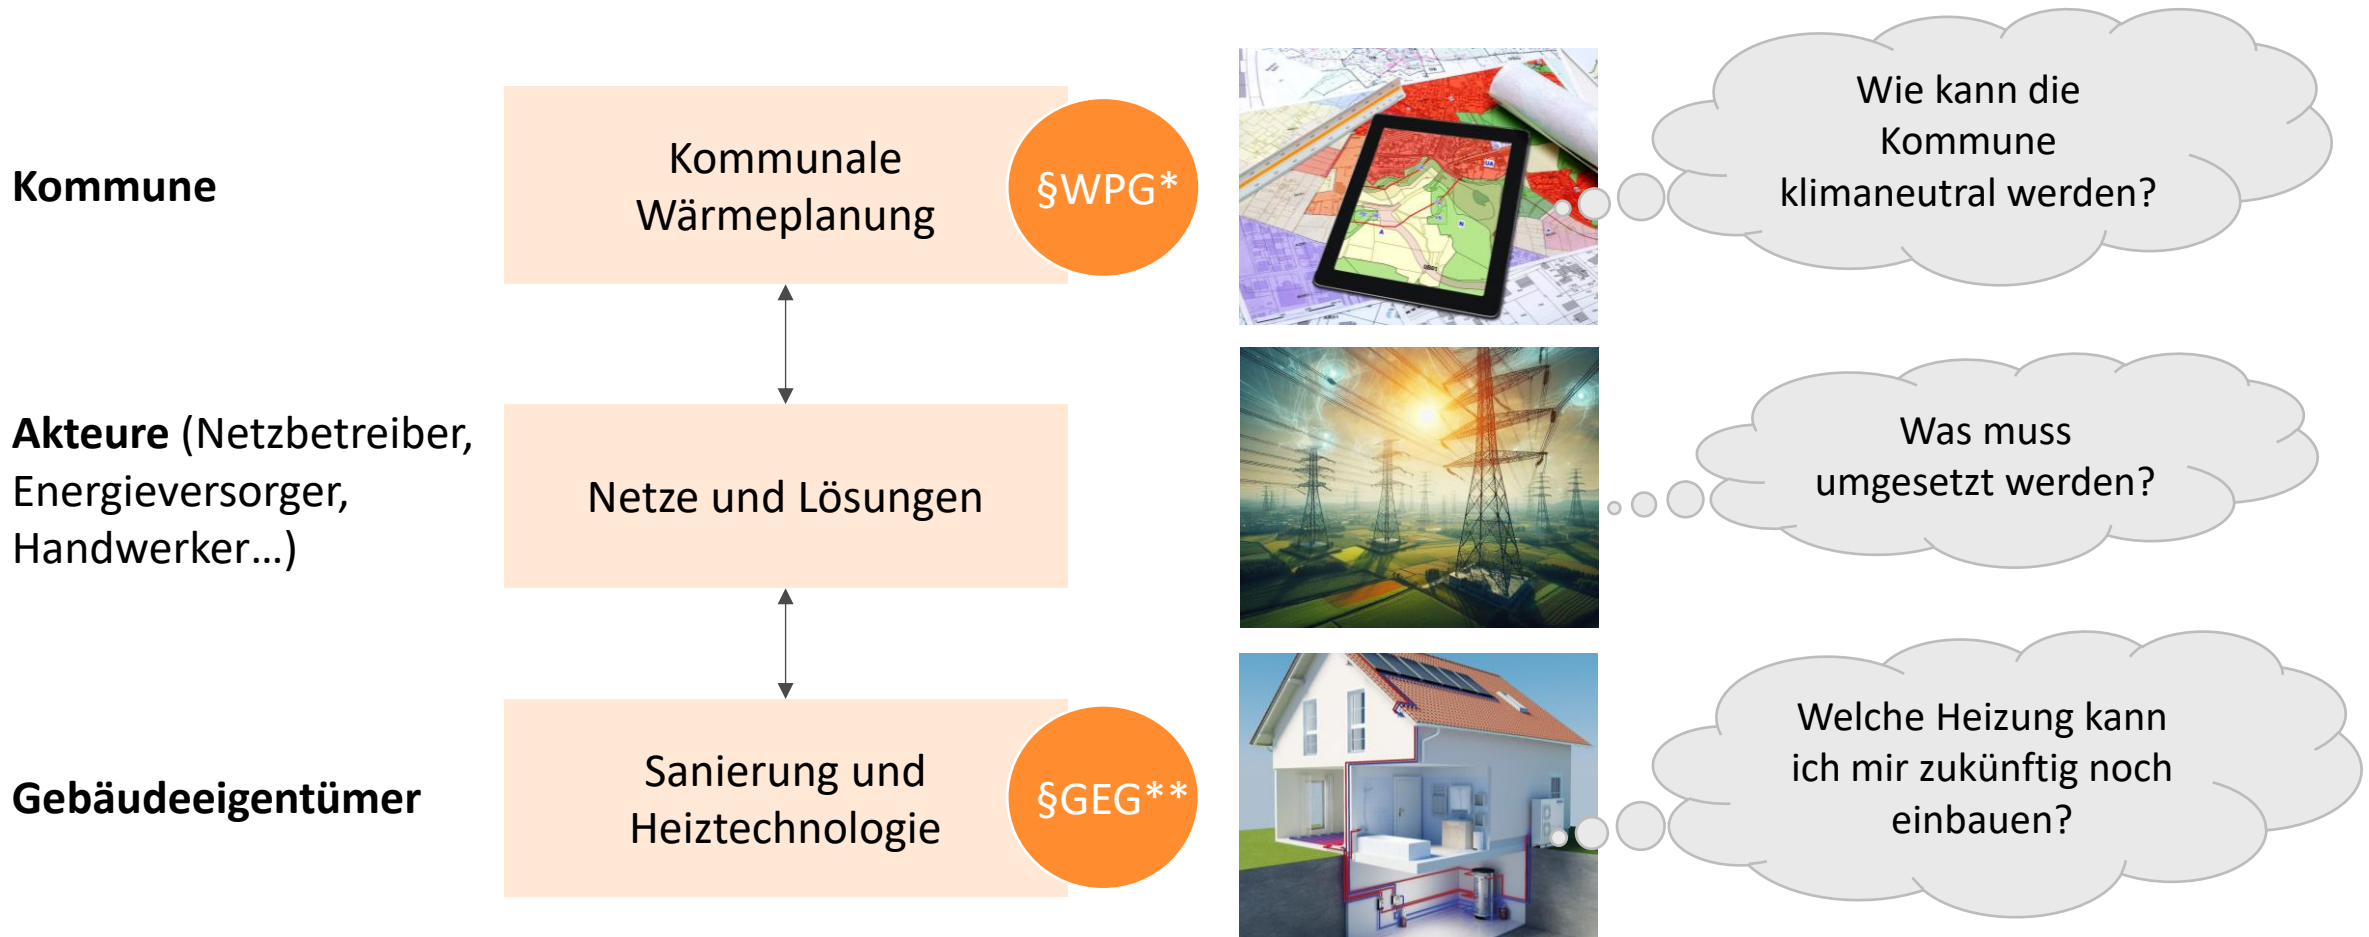 Kommune
Kommunale
Wärmeplanung
§WPG*
Wie kann die
Kommune
klimaneutral werden?
Akteure (Netzbetreiber,
Energieversorger,
Handwerker…)
Netze und Lösungen
Was muss
umgesetzt werden?
Gebäudeeigentümer
Sanierung und
Heiztechnologie
§GEG**
Welche Heizung kann
ich mir zukünftig noch
einbauen?